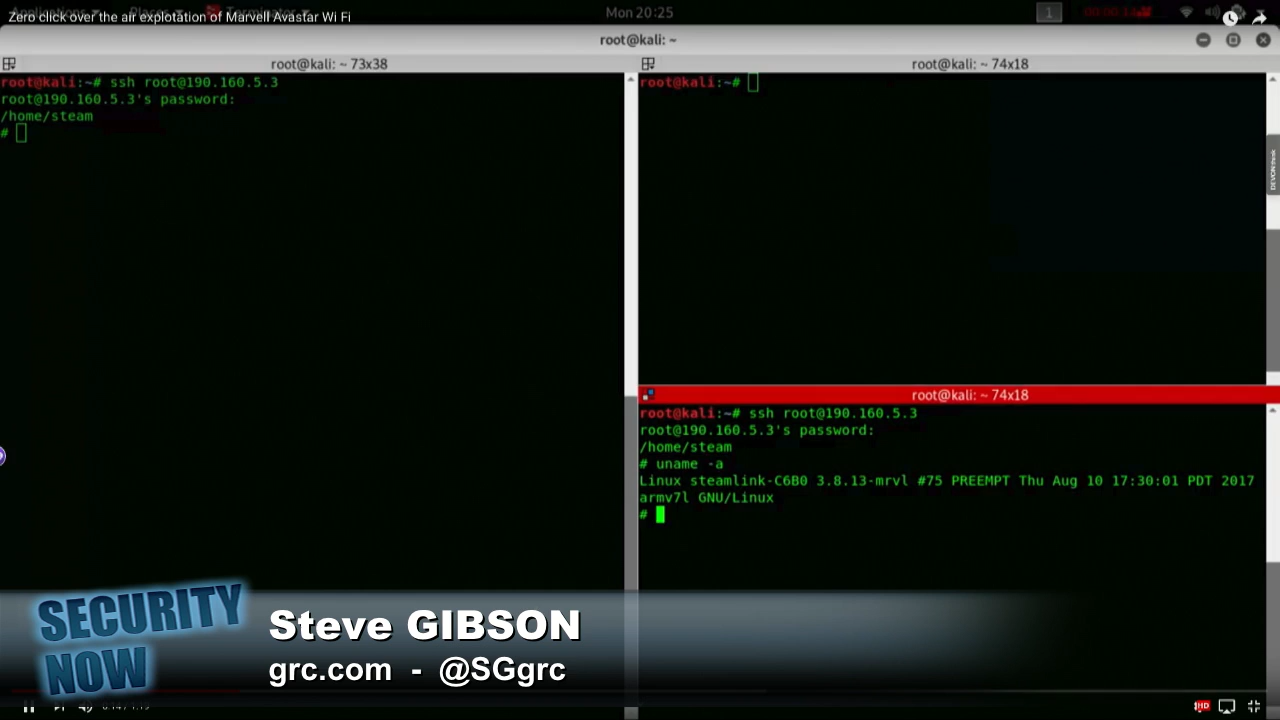 Zero click over the air explotation of Marvell Avastar Wi Fi
Mon 20:25
1
root@kali: ~
root@kali: ~ 73x38
root@kali:~# ssh root@190.160.5.3
root@190.160.5.3's password:
/home/steam
#
root@kali: ~ 74x18
root@kali:~#
root@kali: ~ 74x18
root@kali:~# ssh root@190.160.5.3
root@190.160.5.3's password:
/home/steam
# uname -a
Linux steamlink-C6B0 3.8.13-mrvl #75 PREEMPT Thu Aug 10 17:30:01 PDT 2017
armv7l GNU/Linux
#
SECURITY
NOW
Steve GIBSON
grc.com - @SGgrc
HD